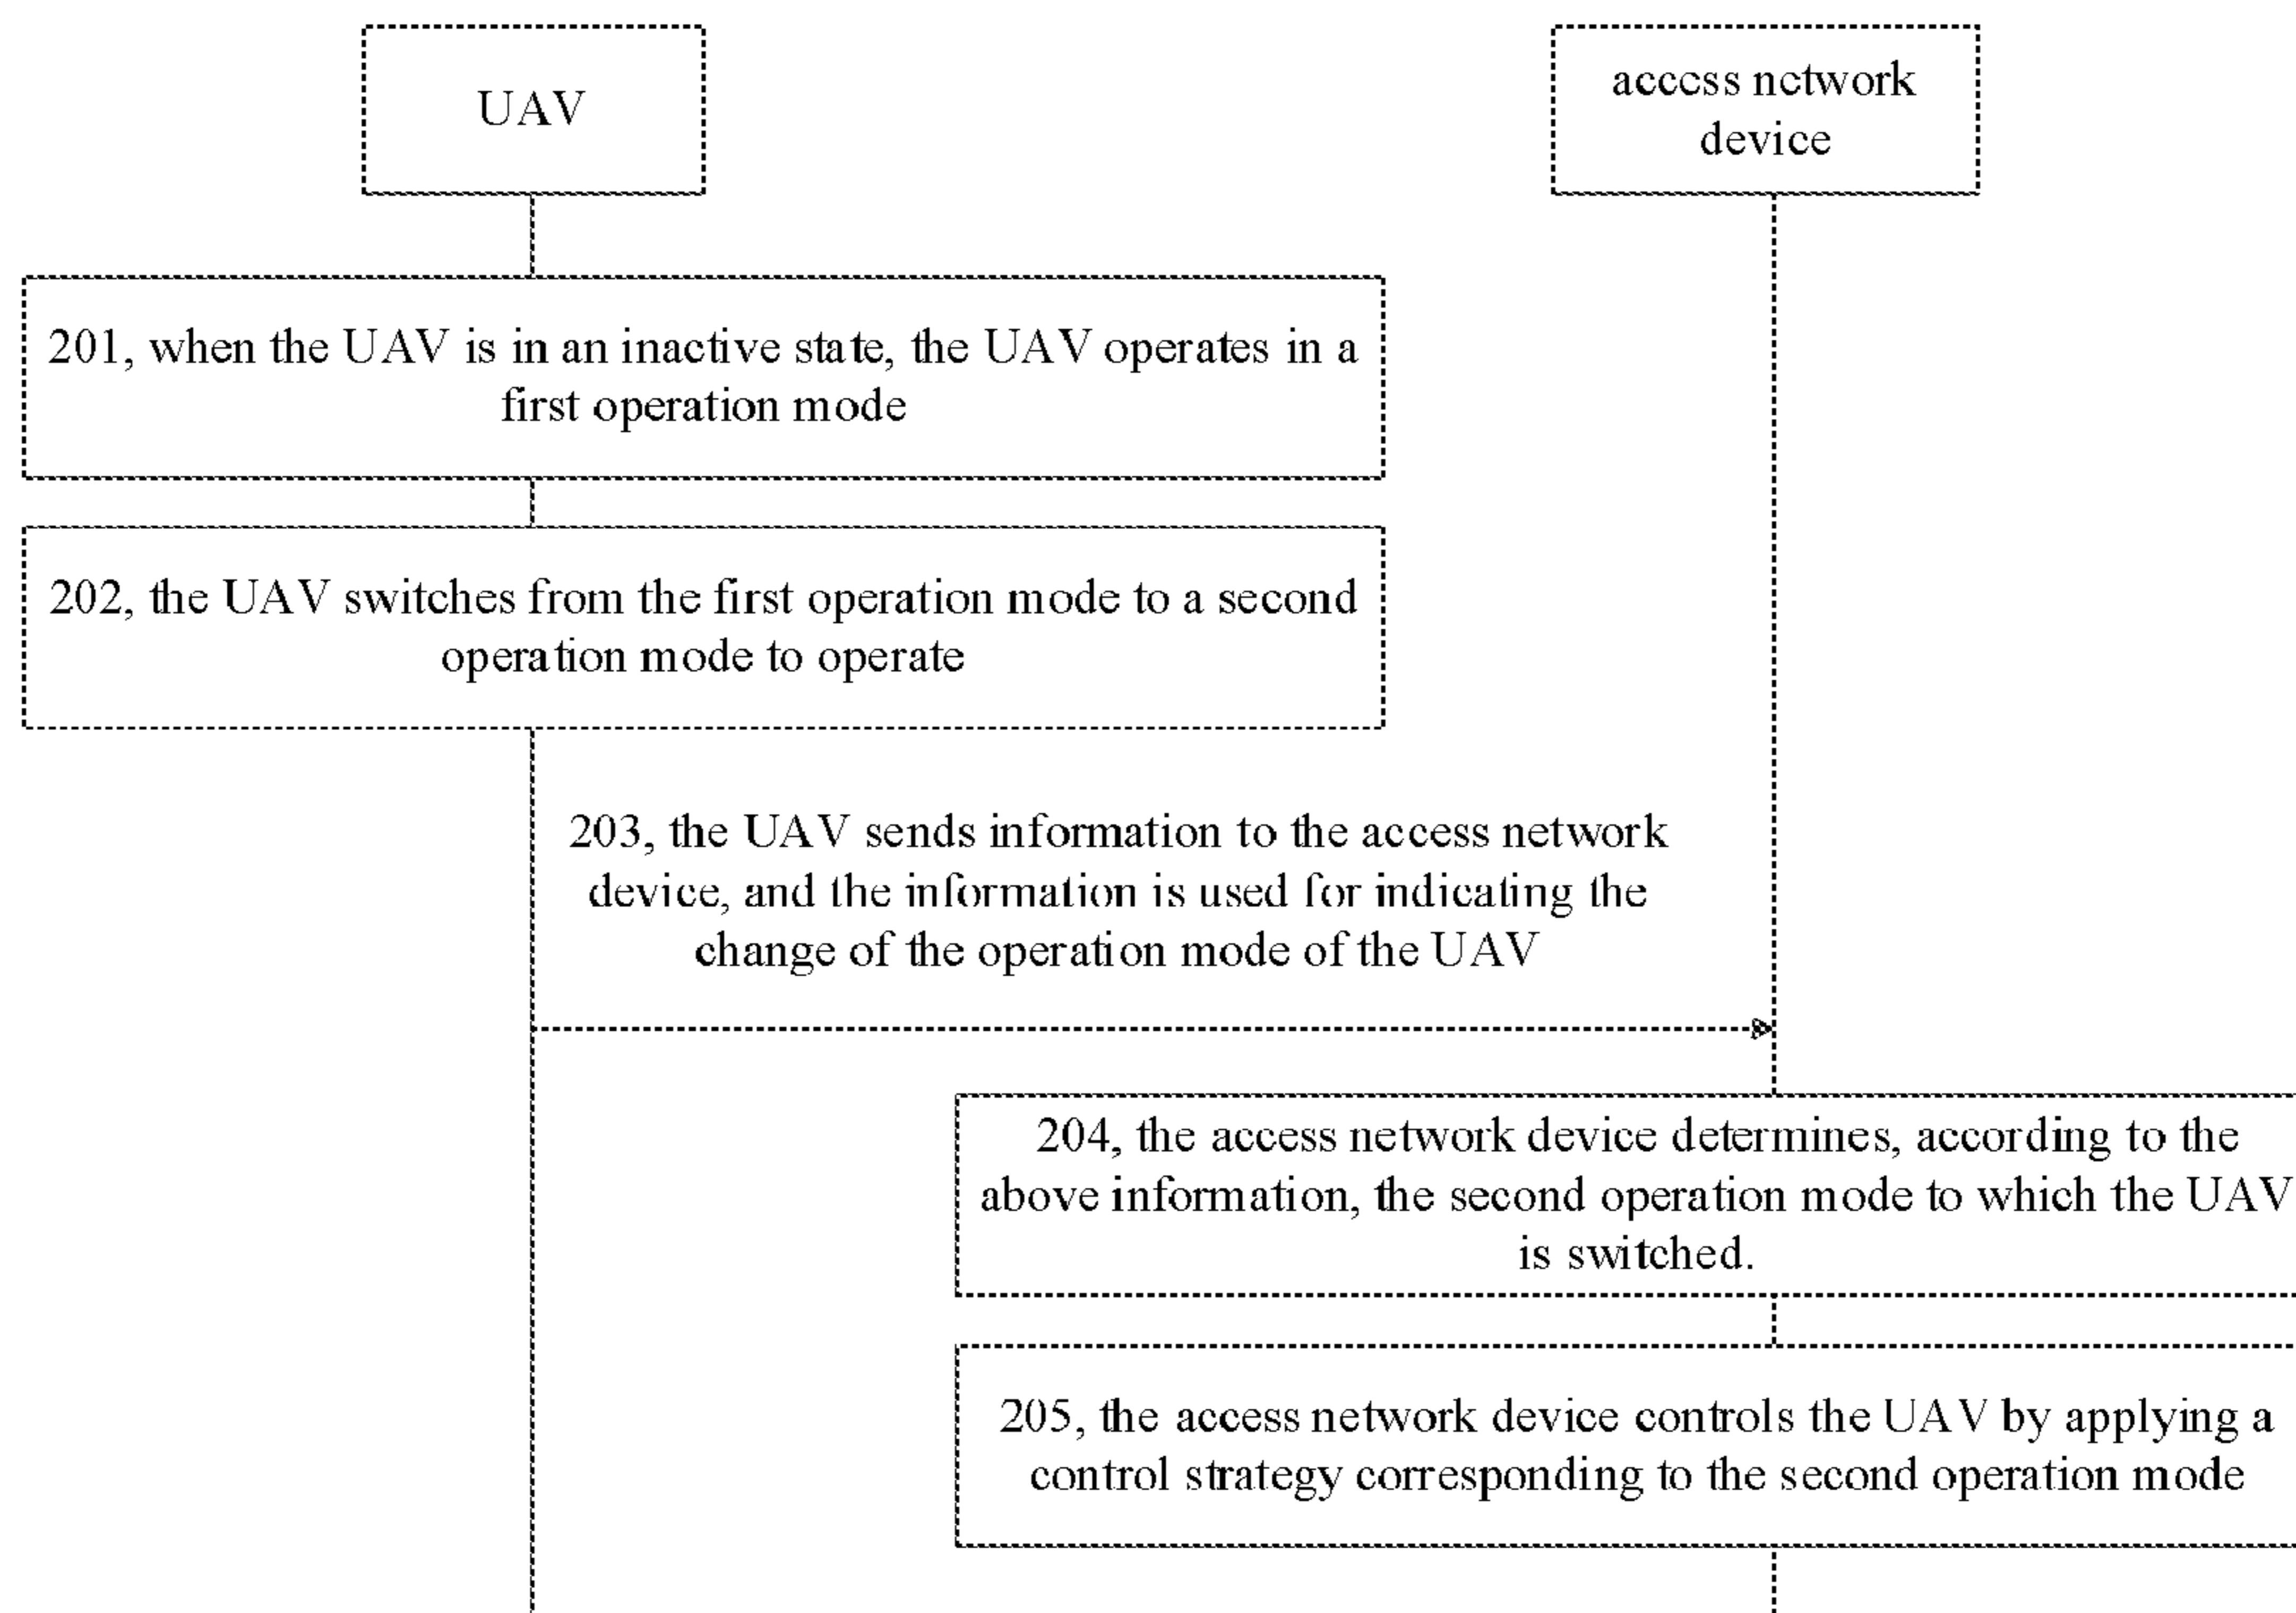 UAV
access network
device
201, when the UAV is in an inactive state, the UAV operates in a
first operation mode
202, the UAV switches from the first operation mode to a second
operation mode to operate
203, the UAV sends information to the access network
device, and the information is used for indicating the
change of the operation mode of the UAV
204, the access network device determines, according to the
above information, the second operation mode to which the UAV
is switched.
205, the access network device controls the UAV by applying a
control strategy corresponding to the second operation mode